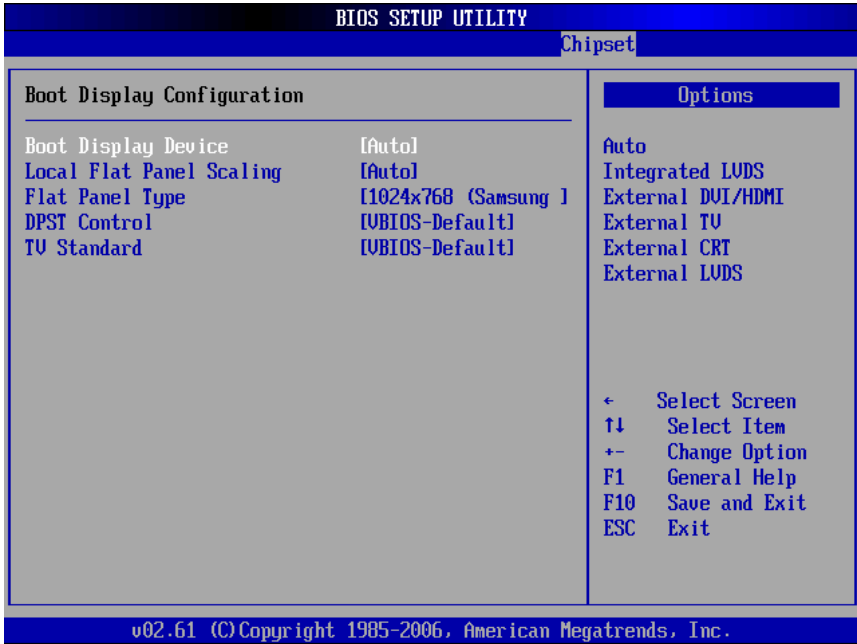 BIOS SETUP UTILITY
Chipset
Boot Display Configuration
Boot Display Device [Auto]
Local Flat Panel Scaling [Auto]
Flat Panel Type [1024x768 (Samsung ]
DPST Control [VBIOS-Default]
TV Standard [VBIOS-Default]
Options
Auto
Integrated LVDS
External DVI/HDMI
External TV
External CRT
External LVDS
← Select Screen
↑↓ Select Item
+- Change Option
F1 General Help
F10 Save and Exit
ESC Exit
v02.61 (C)Copyright 1985-2006, American Megatrends, Inc.